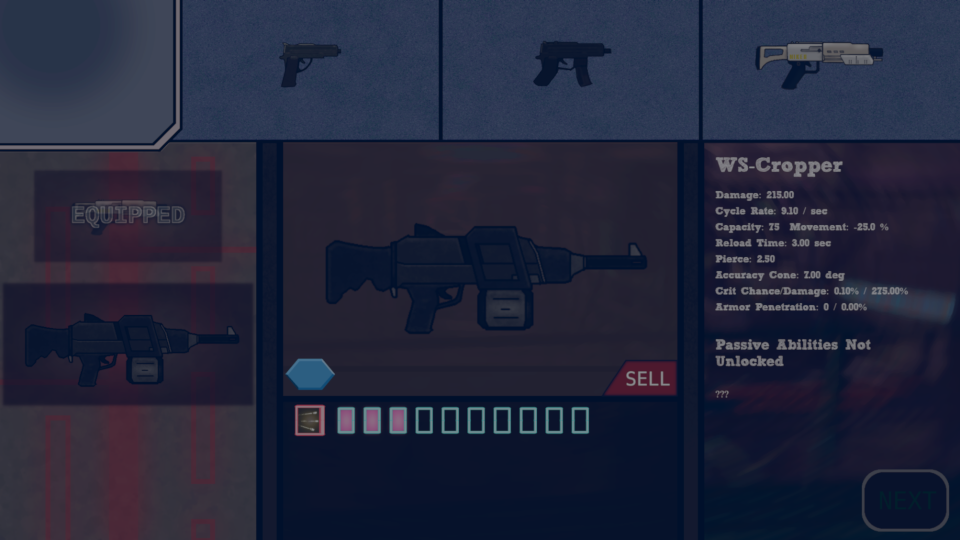 EQUIPPED
SELL
WS-Cropper
Damage: 215.00
Cycle Rate: 9.10 / sec
Capacity: 75 Movement: -25.0 %
Reload Time: 3.00 sec
Pierce: 2.50
Accuracy Cone: 7.00 deg
Crit Chance/Damage: 0.10% / 275.00%
Armor Penetration: 0 / 0.00%
Passive Abilities Not
Unlocked
???
NEXT